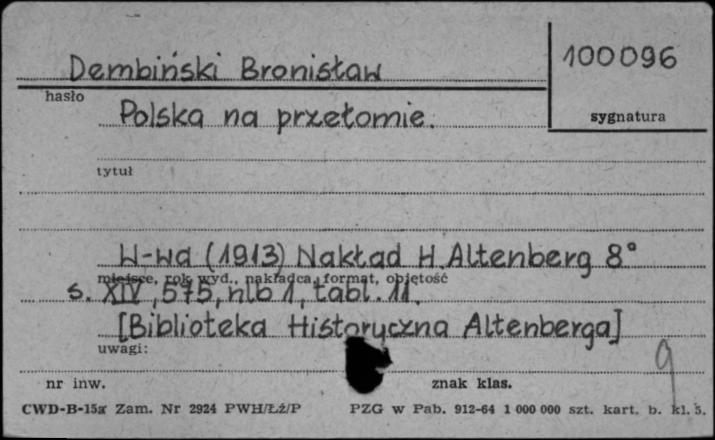 Dembiński Bronisław
100096
hasło
Polska na przełomie.
sygnatura
tytuł
W-wa (1913) Nakład H. Altenberg 8°
miejsce, rok wyd., nakładca, format, objętość
s. XIV, 575, nlb 1, tabl. 11.
[Biblioteka Historyczna Altenberga]
uwagi:
9
nr inw.
znak klas.
CWD-B-15a Zam. Nr 2924 PWH/Łź/P
PZG w Pab. 912-64 1 000 000 szt. kart. b. kl. 5.